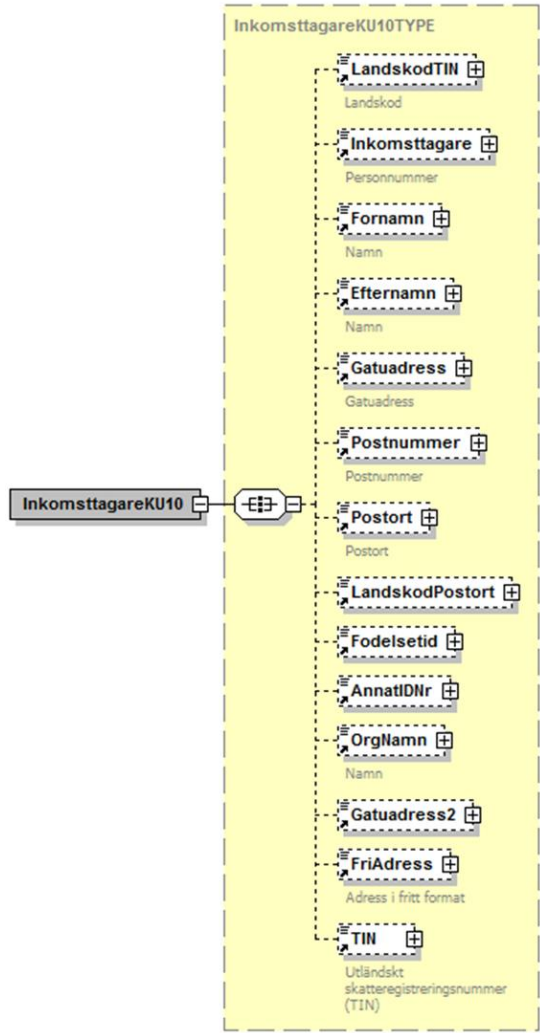 InkomsttagareKU10TYPE
LandskodTIN
Landskod
Inkomsttagare
Personnummer
Fornamn
Namn
Efternamn
Namn
Gatuadress
Gatuadress
Postnummer
Postnummer
InkomsttagareKU10
Postort
Postort
LandskodPostort
Fodelsetid
AnnatIDNr
OrgNamn
Namn
Gatuadress2
FriAdress
Adress i fritt format
TIN
Utländskt
skatteregistreringsnummer
(TIN)